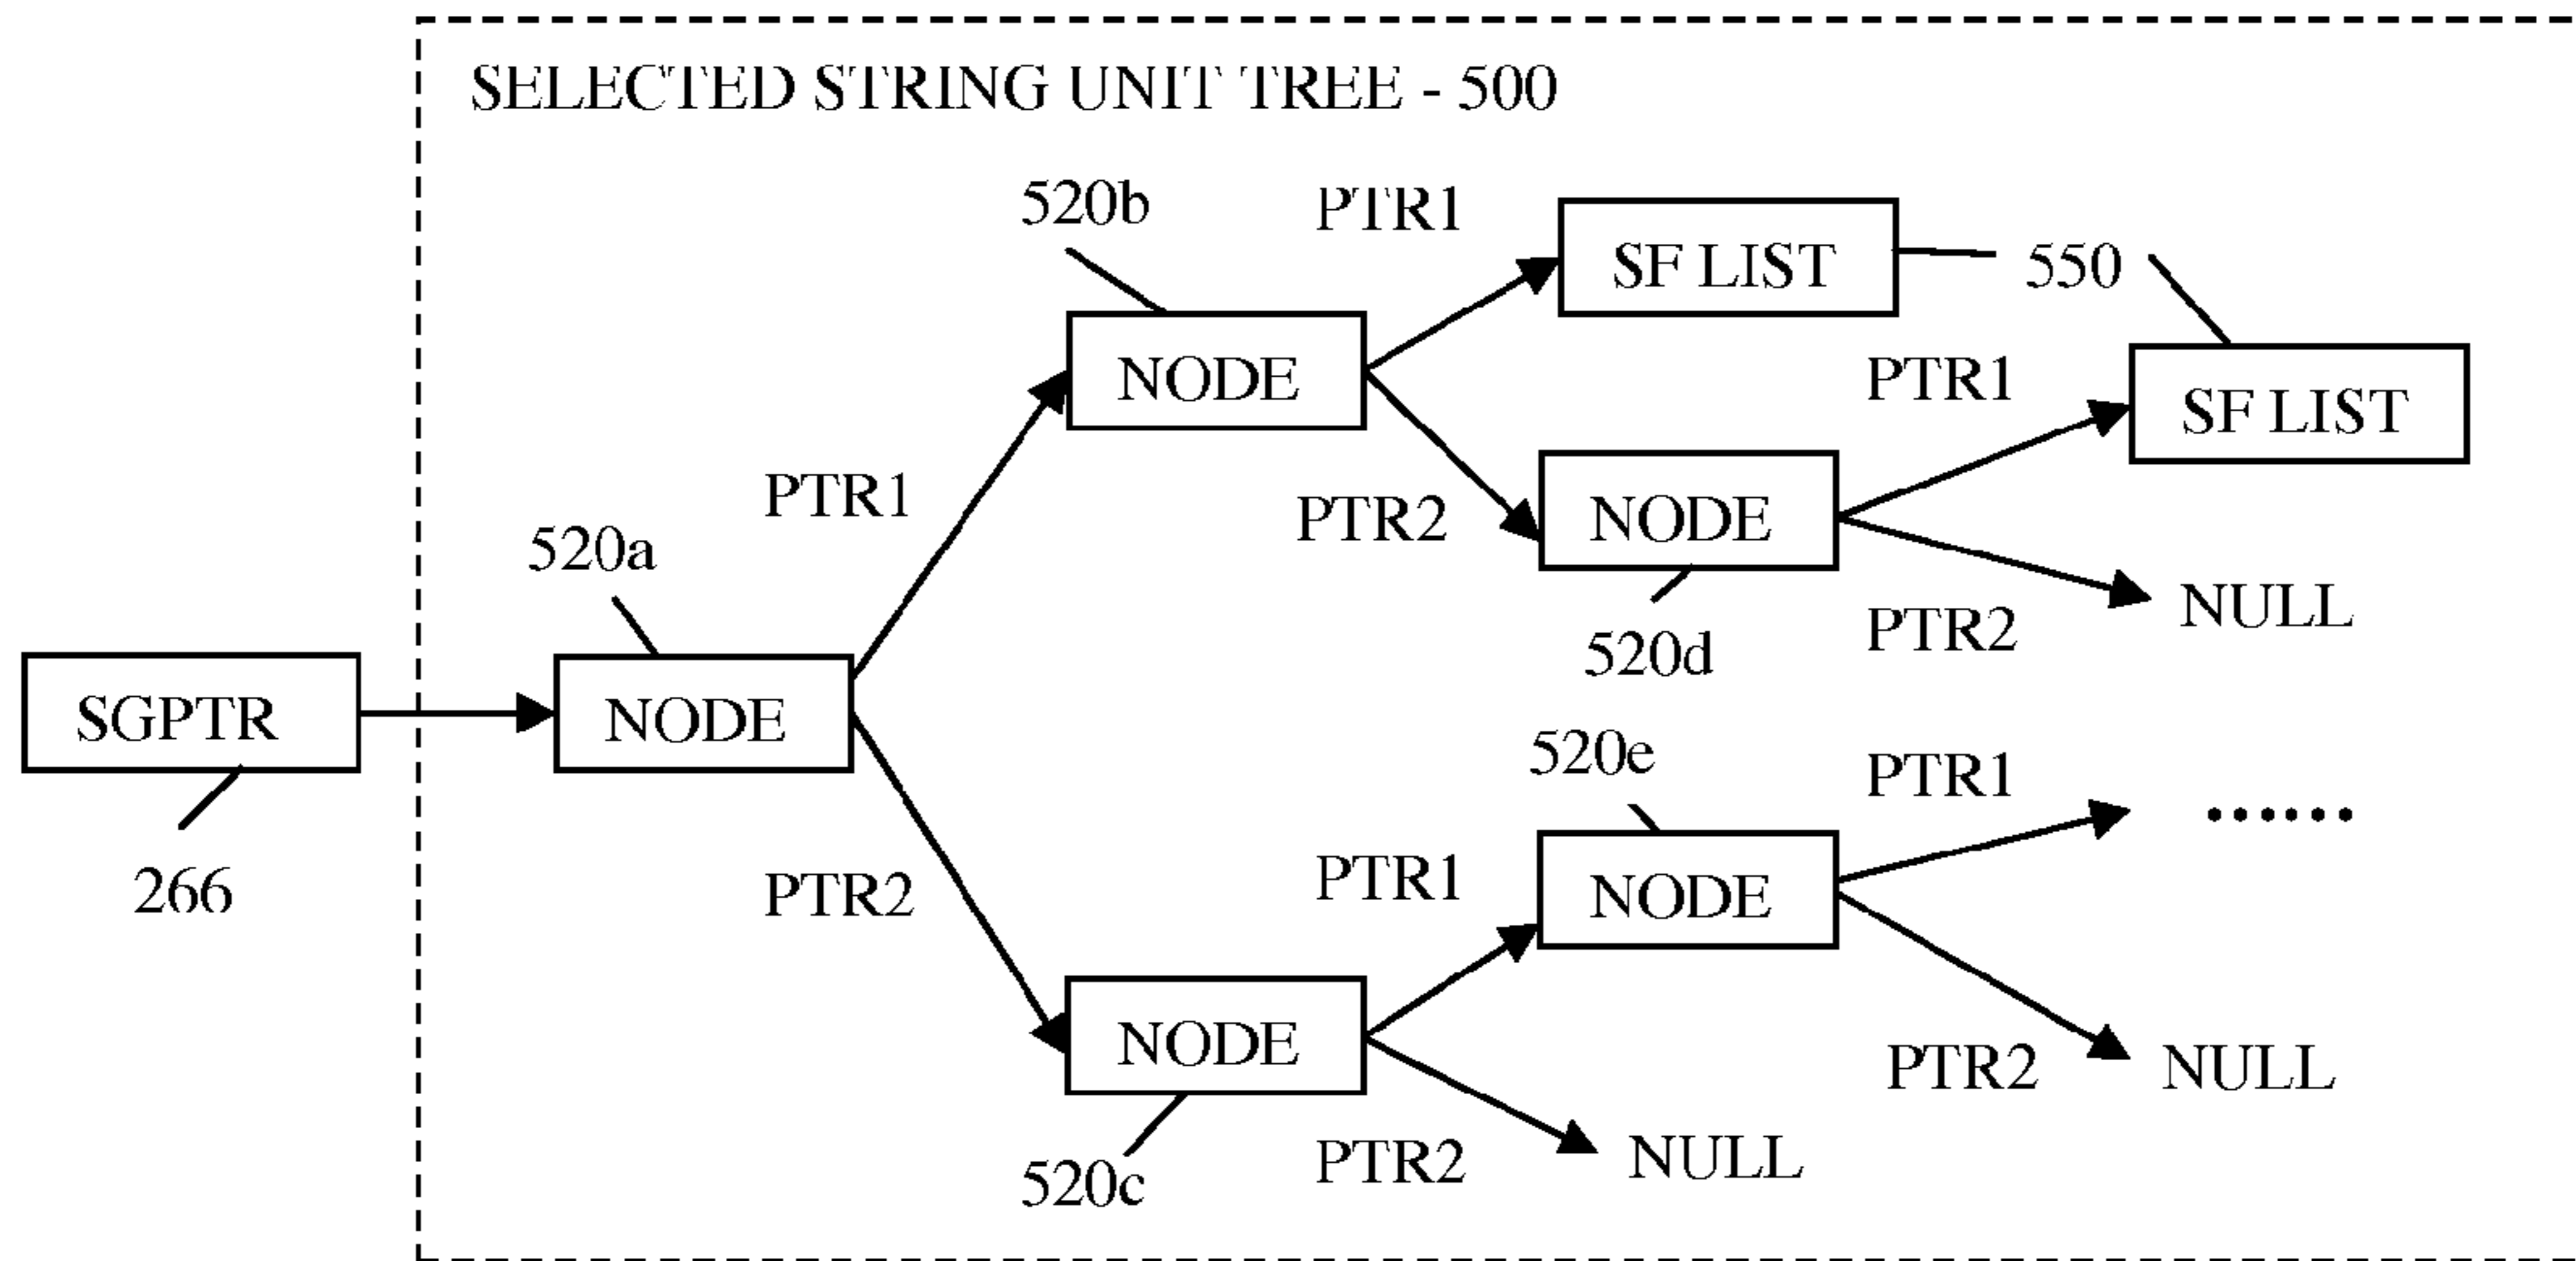 SELECTED STRING UNIT TREE - 500
520b
PTR1
SF LIST
550
NODE
PTR1
SF LIST
PTR1
PTR2
NODE
520a
NULL
PTR2
520d
SGPTR
NODE
520e
PTR1
......
266
PTR2
PTR1
NODE
NODE
PTR2
NULL
520c
PTR2
NULL